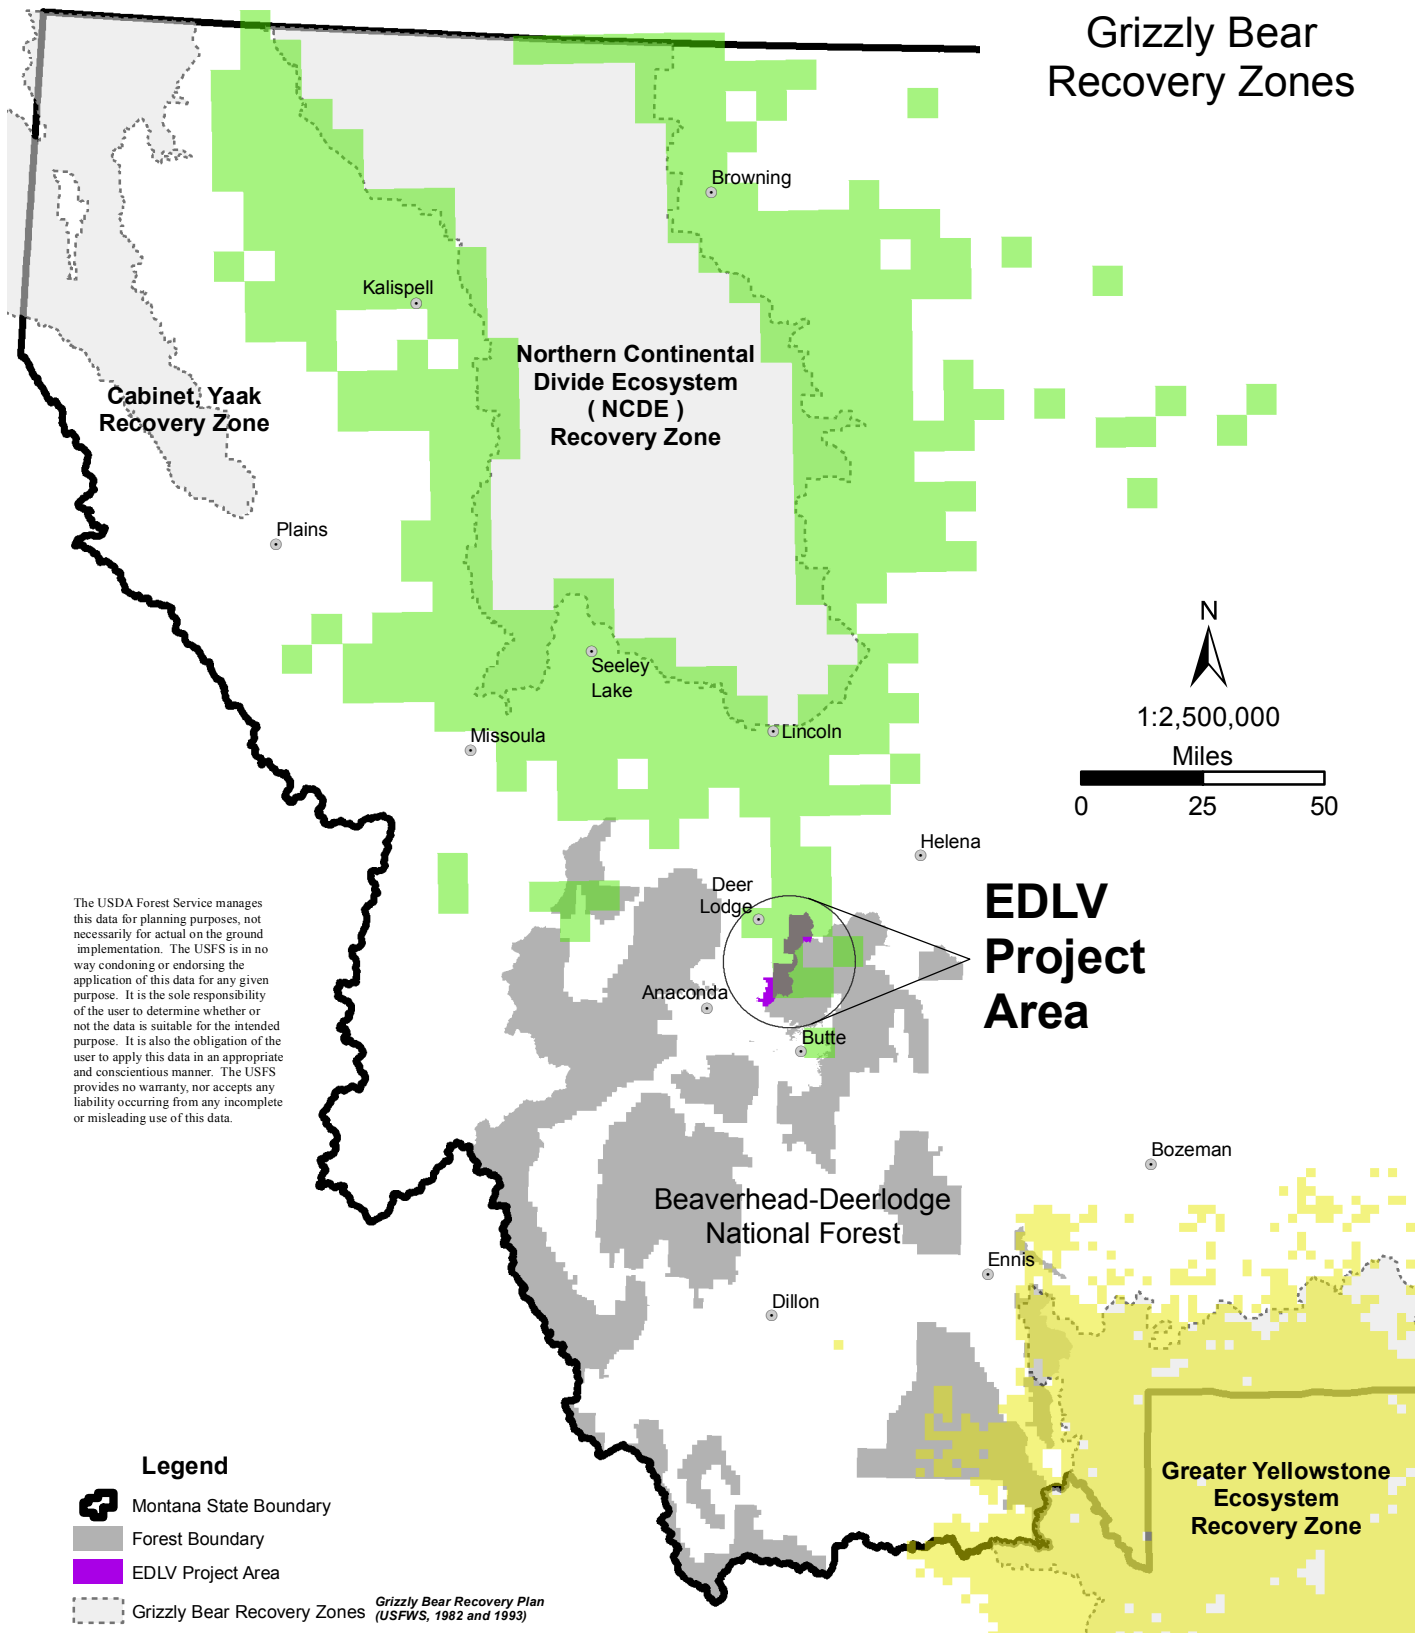 Grizzly Bear
Recovery Zones
Browning
Kalispell
Northern Continental
Divide Ecosystem
( NCDE )
Recovery Zone
Cabinet, Yaak
Recovery Zone
Plains
N
1:2,500,000
Miles
0 25 50
Seeley
Lake
Missoula
Lincoln
Helena
Deer
Lodge
EDLV
Project
Area
The USDA Forest Service manages
this data for planning purposes, not
necessarily for actual on the ground
implementation. The USFS is in no
way condoning or endorsing the
application of this data for any given
purpose. It is the sole responsibility
of the user to determine whether or
not the data is suitable for the intended
purpose. It is also the obligation of the
user to apply this data in an appropriate
and conscientious manner. The USFS
provides no warranty, nor accepts any
liability occurring from any incomplete
or misleading use of this data.
Anaconda
Butte
Bozeman
Beaverhead-Deerlodge
National Forest
Ennis
Dillon
Greater Yellowstone
Ecosystem
Recovery Zone
Legend
Montana State Boundary
Forest Boundary
EDLV Project Area
Grizzly Bear Recovery Zones
Grizzly Bear Recovery Plan
(USFWS, 1982 and 1993)